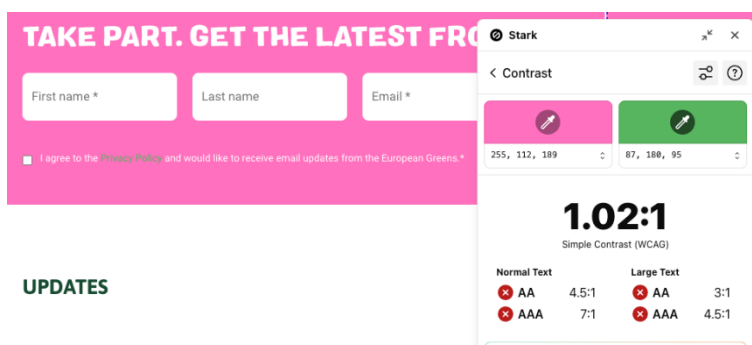 TAKE PART. GET THE LATEST FRO
First name *
Last name
Email *
I agree to the Privacy Policy and would like to receive email updates from the European Greens.*
UPDATES
Stark
Contrast
255, 112, 189
87, 180, 95
1.02:1
Simple Contrast (WCAG)
Normal Text
Large Text
AA 4.5:1
AA 3:1
AAA 7:1
AAA 4.5:1